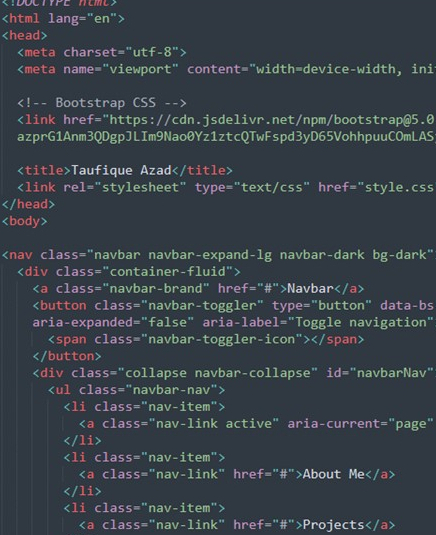 <!DOCTYPE html>
<html lang="en">
<head>
<meta charset="utf-8">
<meta name="viewport" content="width=device-width, ini
<!-- Bootstrap CSS -->
<link href="https://cdn.jsdelivr.net/npm/bootstrap@5.0
azprG1Anm3QDgpJLIm9Nao0Yz1ztcQTwFspd3yD65VohhpuuCOmLAS
<title>Taufique Azad</title>
<link rel="stylesheet" type="text/css" href="style.css
</head>
<body>
<nav class="navbar navbar-expand-lg navbar-dark bg-dark"
<div class="container-fluid">
<a class="navbar-brand" href="#">Navbar</a>
<button class="navbar-toggler" type="button" data-bs
aria-expanded="false" aria-label="Toggle navigation"
<span class="navbar-toggler-icon"></span>
</button>
<div class="collapse navbar-collapse" id="navbarNav"
<ul class="navbar-nav">
<li class="nav-item">
<a class="nav-link active" aria-current="page"
</li>
<li class="nav-item">
<a class="nav-link" href="#">About Me</a>
</li>
<li class="nav-item">
<a class="nav-link" href="#">Projects</a>